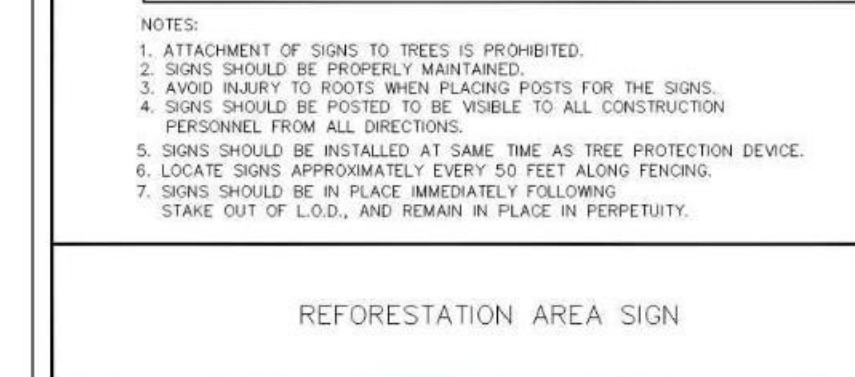 NOTES:
1. ATTACHMENT OF SIGNS TO TREES IS PROHIBITED.
2. SIGNS SHOULD BE PROPERLY MAINTAINED.
3. AVOID INJURY TO ROOTS WHEN PLACING POSTS FOR THE SIGNS.
4. SIGNS SHOULD BE POSTED TO BE VISIBLE TO ALL CONSTRUCTION
PERSONNEL FROM ALL DIRECTIONS.
5. SIGNS SHOULD BE INSTALLED AT SAME TIME AS TREE PROTECTION DEVICE.
6. LOCATE SIGNS APPROXIMATELY EVERY 50 FEET ALONG FENCING.
7. SIGNS SHOULD BE IN PLACE IMMEDIATELY FOLLOWING
STAKE OUT OF L.O.D., AND REMAIN IN PLACE IN PERPETUITY.
REFORESTATION AREA SIGN